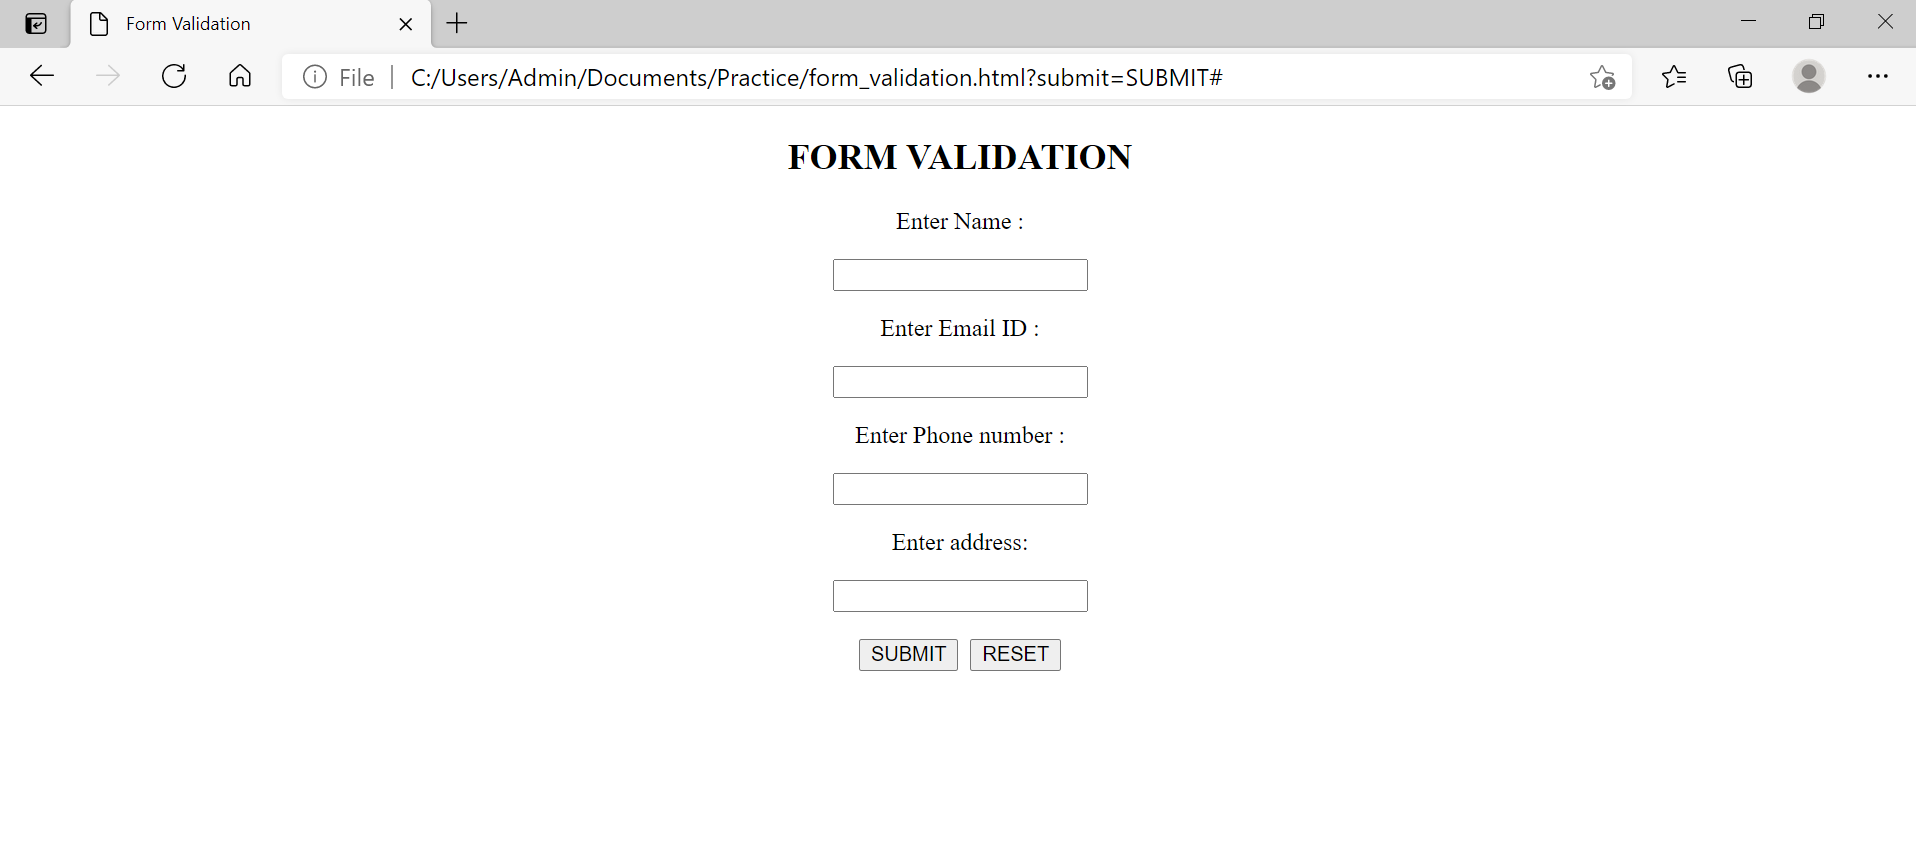 Form Validation
File C:/Users/Admin/Documents/Practice/form_validation.html?submit=SUBMIT#
FORM VALIDATION
Enter Name :
Enter Email ID :
Enter Phone number :
Enter address:
SUBMIT RESET